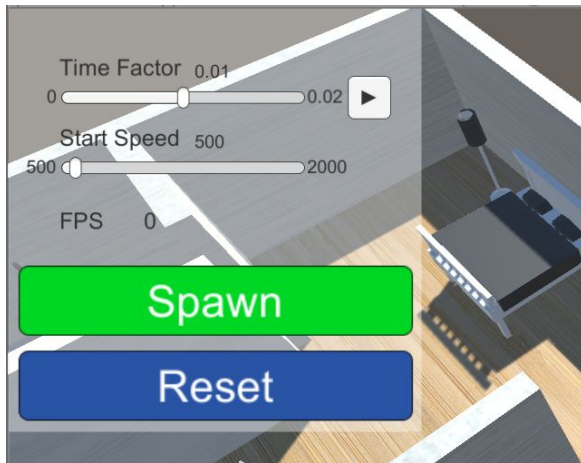 Time Factor 0.01
0 0.02
Start Speed 500
500 2000
FPS 0
Spawn
Reset